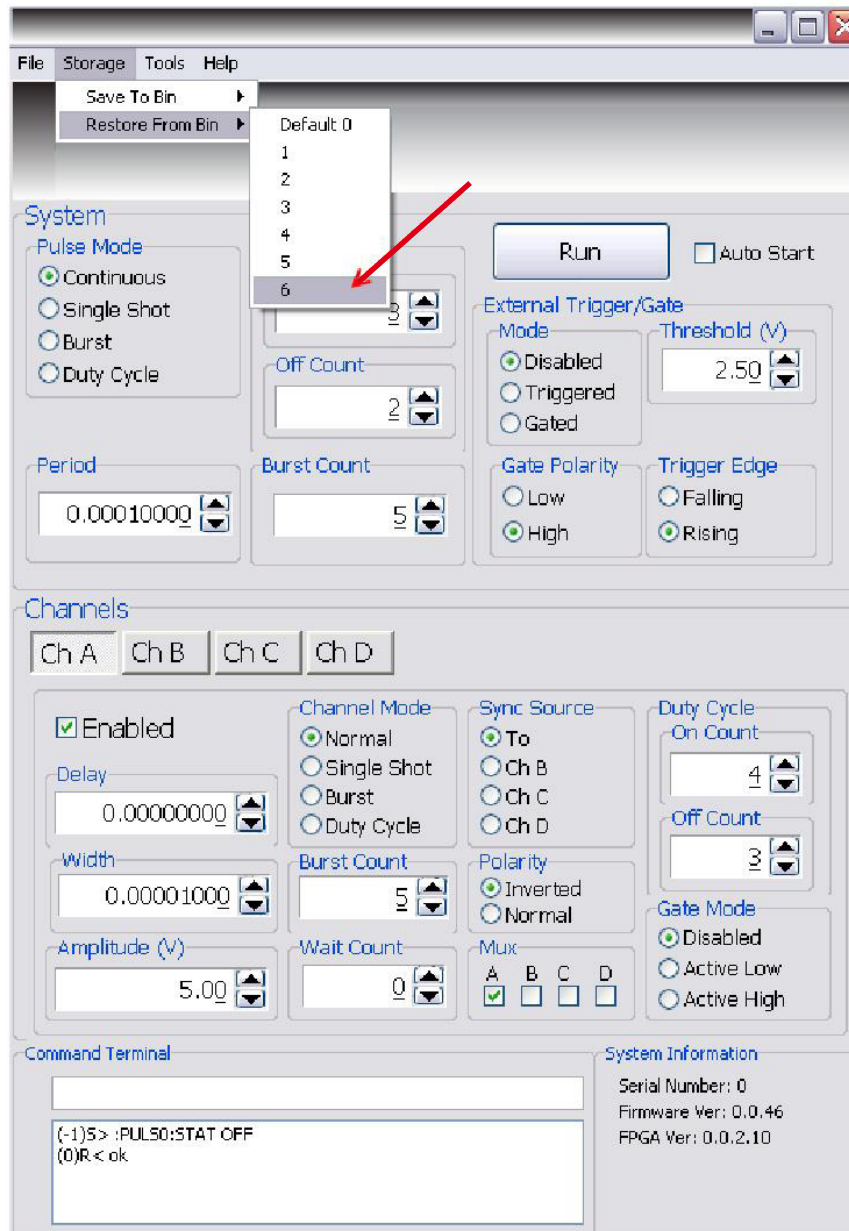 File Storage Tools Help
Save To Bin
Restore From Bin
Default 0
1
2
3
4
5
6
System
Pulse Mode
Continuous
Single Shot
Burst
Duty Cycle
3
Off Count
2
Period
0.00010000
Burst Count
5
Run
Auto Start
External Trigger/Gate
Mode
Disabled
Triggered
Gated
Threshold (V)
2.50
Gate Polarity
Low
High
Trigger Edge
Falling
Rising
Channels
Ch A Ch B Ch C Ch D
Enabled
Delay
0.00000000
Width
0.00001000
Amplitude (V)
5.00
Channel Mode
Normal
Single Shot
Burst
Duty Cycle
Burst Count
5
Wait Count
0
Sync Source
To
Ch B
Ch C
Ch D
Polarity
Inverted
Normal
Mux
A B C D
Duty Cycle
On Count
4
Off Count
3
Gate Mode
Disabled
Active Low
Active High
Command Terminal
(-1)S> :PULS0:STAT OFF
(0)R< ok
System Information
Serial Number: 0
Firmware Ver: 0.0.46
FPGA Ver: 0.0.2.10